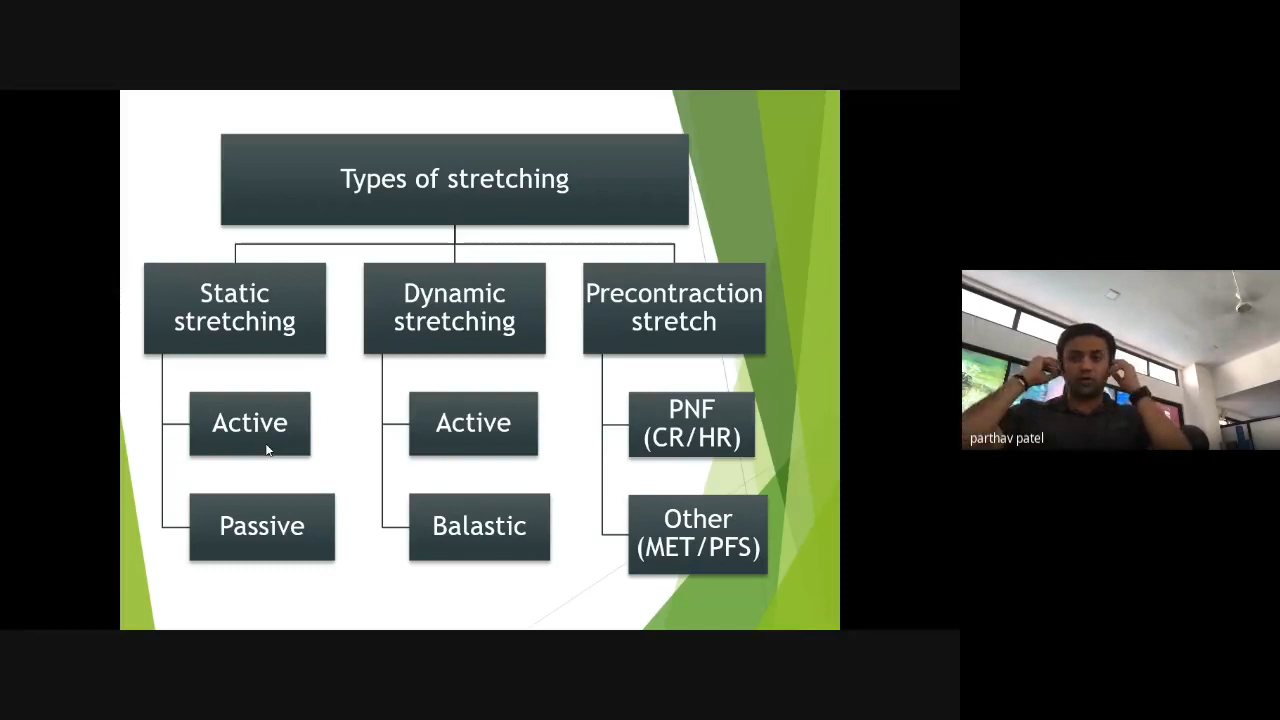 Types of stretching
Static
stretching
Dynamic
stretching
Precontraction
stretch
Active
Active
PNF
(CR/HR)
Passive
Balastic
Other
(MET/PFS)
parthav patel